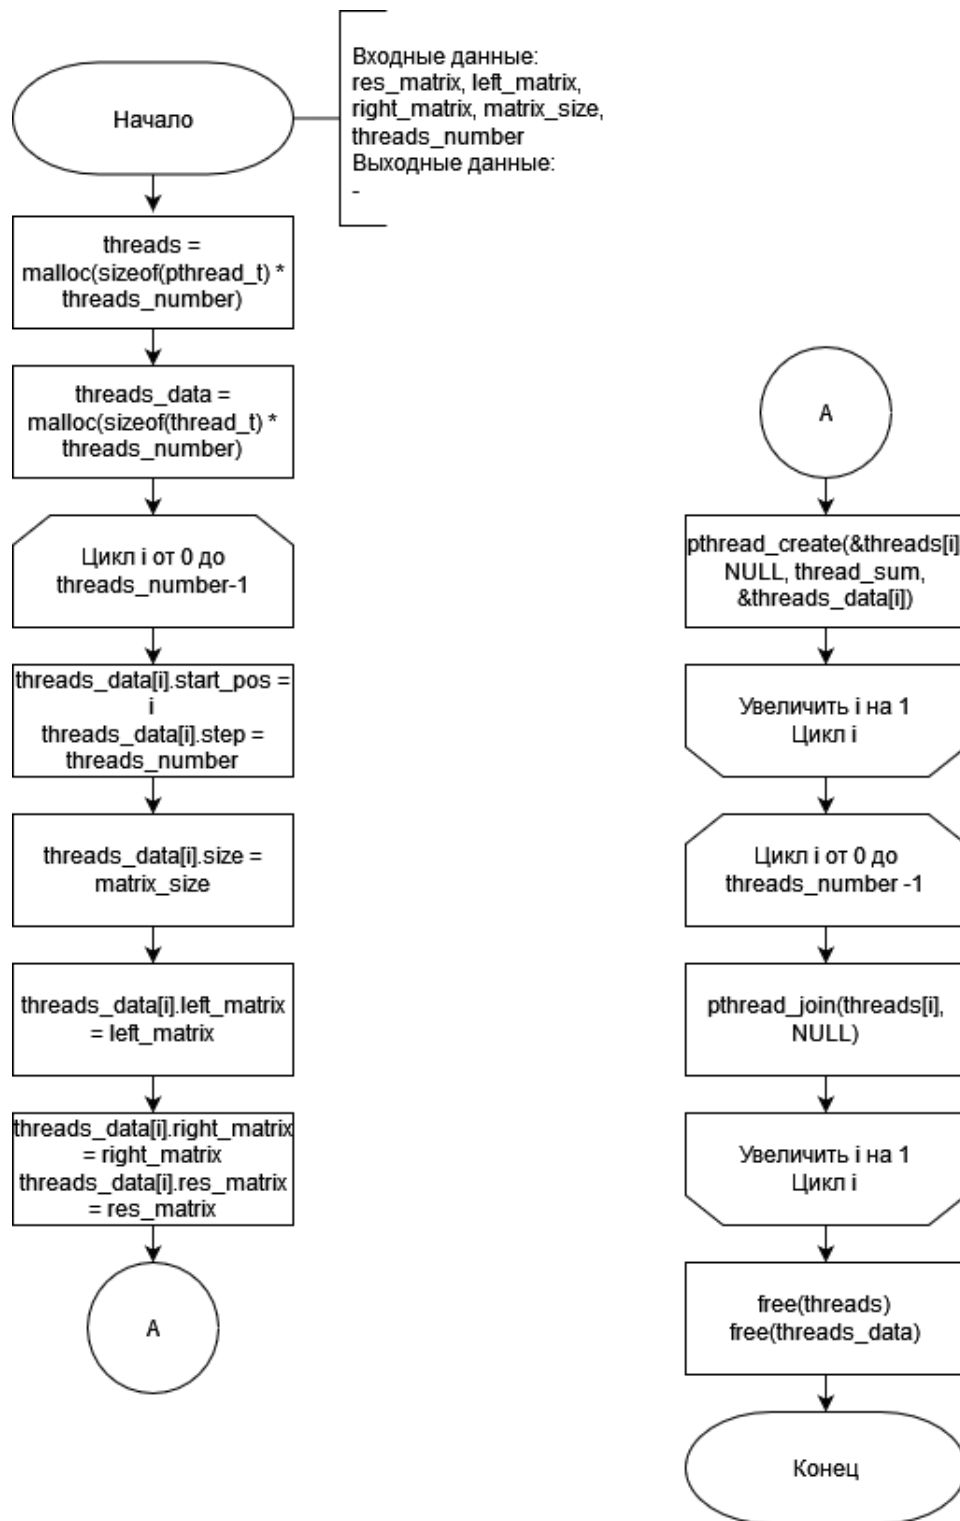 Начало
Входные данные:
res_matrix, left_matrix,
right_matrix, matrix_size,
threads_number
Выходные данные:
-
threads =
malloc(sizeof(pthread_t) *
threads_number)
threads_data =
malloc(sizeof(thread_t) *
threads_number)
Цикл i от 0 до
threads_number-1
threads_data[i].start_pos =
i
threads_data[i].step =
threads_number
threads_data[i].size =
matrix_size
threads_data[i].left_matrix
= left_matrix
threads_data[i].right_matrix
= right_matrix
threads_data[i].res_matrix
= res_matrix
A
A
pthread_create(&threads[i]
NULL, thread_sum,
&threads_data[i])
Увеличить i на 1
Цикл i
Цикл i от 0 до
threads_number -1
pthread_join(threads[i],
NULL)
Увеличить i на 1
Цикл i
free(threads)
free(threads_data)
Конец